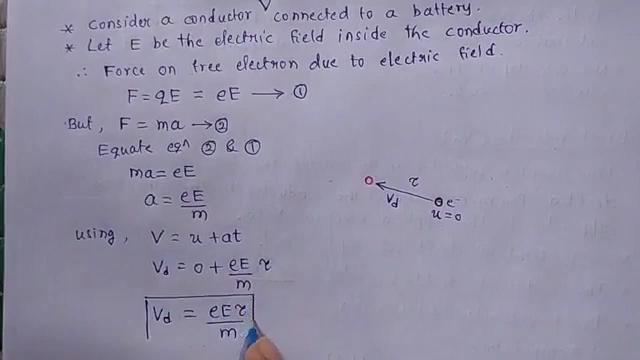 * Consider a conductor connected to a battery.
* Let E be the electric field inside the conductor.
∴ Force on free electron due to electric field.
F = qE = eE → ①
But, F = ma → ②
Equate eqⁿ ② & ①
ma = eE
a = eE/m
using, V = u + at
Vd = 0 + eE/m τ
Vd = eEτ/m
τ
Vd
e⁻
u=0